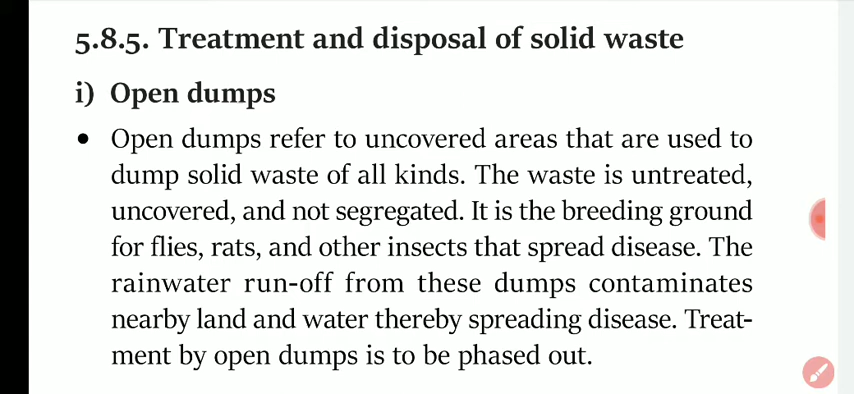 5.8.5. Treatment and disposal of solid waste
i) Open dumps
• Open dumps refer to uncovered areas that are used to
dump solid waste of all kinds. The waste is untreated,
uncovered, and not segregated. It is the breeding ground
for flies, rats, and other insects that spread disease. The
rainwater run-off from these dumps contaminates
nearby land and water thereby spreading disease. Treat-
ment by open dumps is to be phased out.